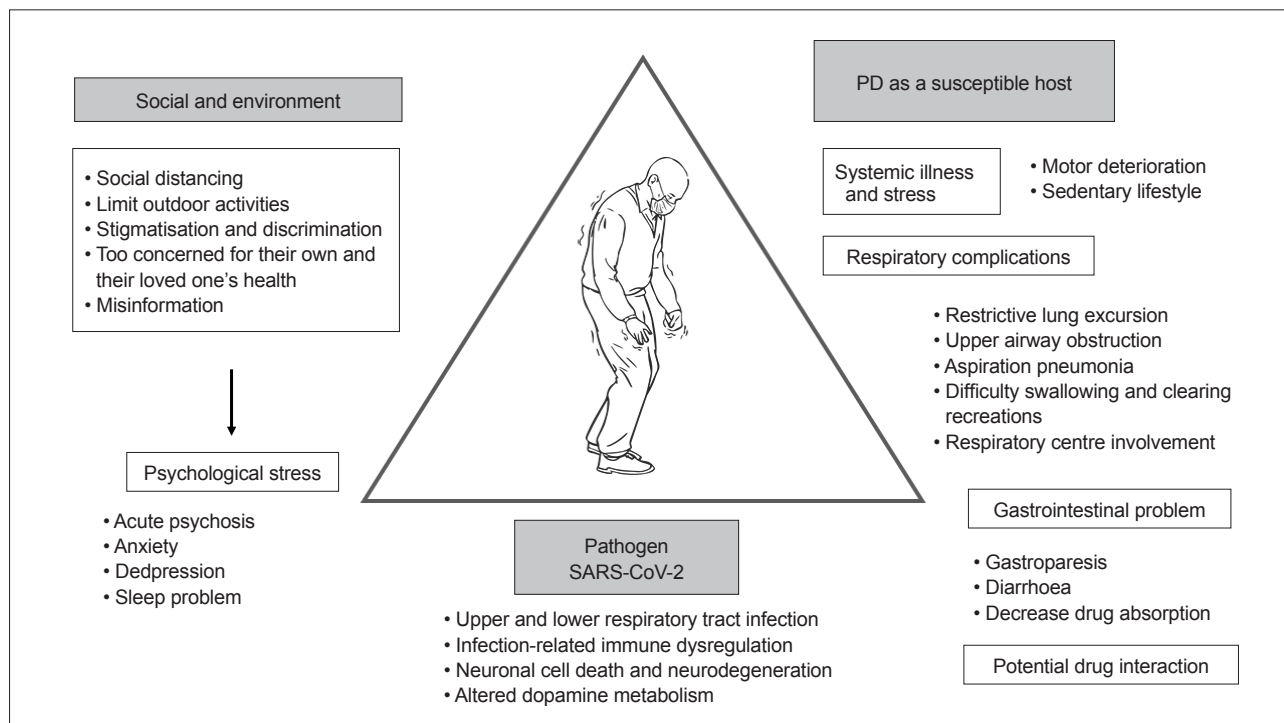 Social and environment
• Social distancing
• Limit outdoor activities
• Stigmatisation and discrimination
• Too concerned for their own and
their loved one's health
• Misinformation
Psychological stress
• Acute psychosis
• Anxiety
• Dedpression
• Sleep problem
Pathogen
SARS-CoV-2
• Upper and lower respiratory tract infection
• Infection-related immune dysregulation
• Neuronal cell death and neurodegeneration
• Altered dopamine metabolism
PD as a susceptible host
Systemic illness
and stress
• Motor deterioration
• Sedentary lifestyle
Respiratory complications
• Restrictive lung excursion
• Upper airway obstruction
• Aspiration pneumonia
• Difficulty swallowing and clearing
recreations
• Respiratory centre involvement
Gastrointestinal problem
• Gastroparesis
• Diarrhoea
• Decrease drug absorption
Potential drug interaction